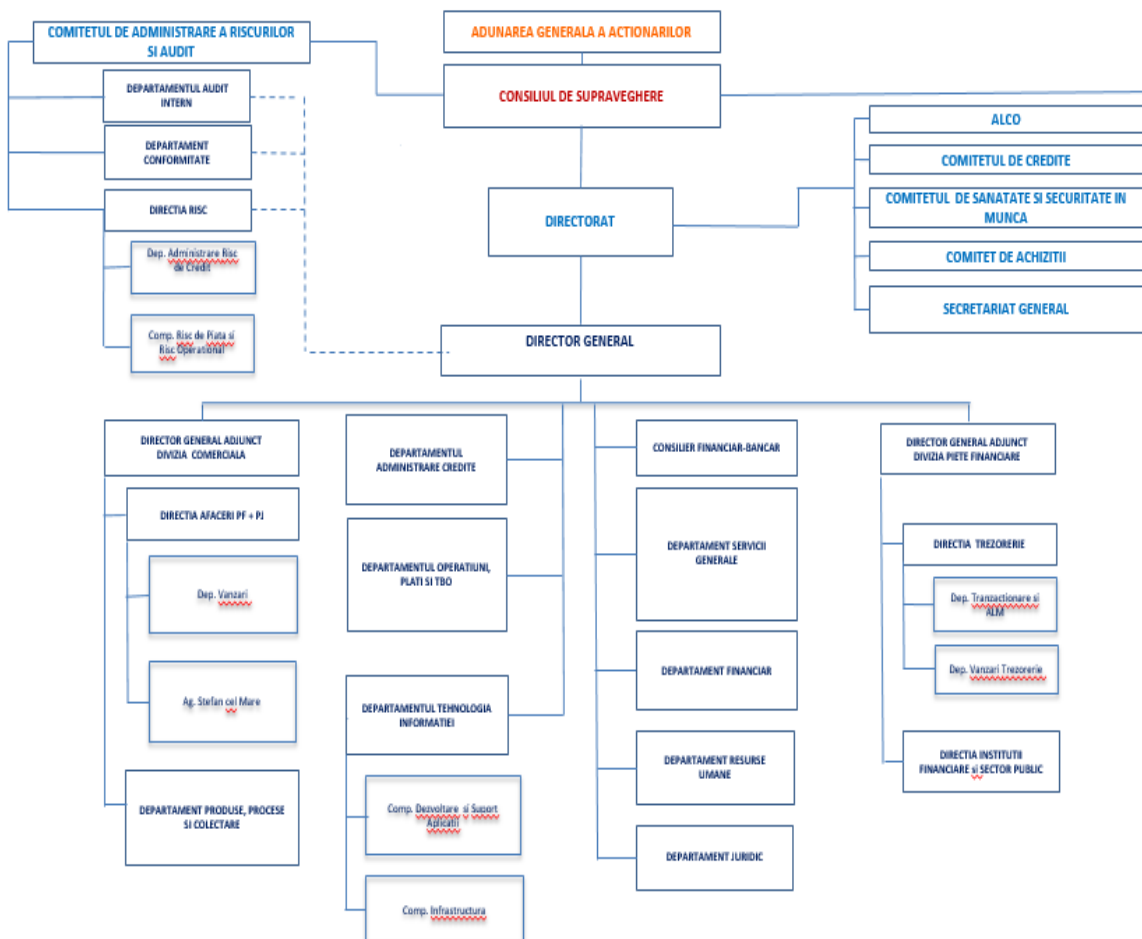 COMITETUL DE ADMINISTRARE A RISCURILOR
SI AUDIT
ADUNAREA GENERALA A ACTIONARILOR
CONSILIUL DE SUPRAVEGHERE
DEPARTAMENTUL AUDIT
INTERN
DEPARTAMENT
CONFORMITATE
DIRECTIA RISC
Dep. Administrare Risc
de Credit
Comp. Risc de Piata si
Risc Operational
DIRECTORAT
ALCO
COMITETUL DE CREDITE
COMITETUL DE SANATATE SI SECURITATE IN
MUNCA
COMITET DE ACHIZITII
SECRETARIAT GENERAL
DIRECTOR GENERAL
DIRECTOR GENERAL ADJUNCT
DIVIZIA COMERCIALA
DIRECTIA AFACERI PF + PJ
Dep. Vanzari
Ag. Stefan cel Mare
DEPARTAMENT PRODUSE, PROCESE
SI COLECTARE
DEPARTAMENTUL
ADMINISTRARE CREDITE
DEPARTAMENTUL OPERATIUNI,
PLATI SI TBO
DEPARTAMENTUL TEHNOLOGIA
INFORMATIEI
Comp. Dezvoltare si Suport
Aplicatii
Comp. Infrastructura
CONSILIER FINANCIAR-BANCAR
DEPARTAMENT SERVICII
GENERALE
DEPARTAMENT FINANCIAR
DEPARTAMENT RESURSE
UMANE
DEPARTAMENT JURIDIC
DIRECTOR GENERAL ADJUNCT
DIVIZIA PIETE FINANCIARE
DIRECTIA TREZORERIE
Dep. Tranzactionare si
ALM
Dep. Vanzari Trezorerie
DIRECTIA INSTITUTII
FINANCIARE si SECTOR PUBLIC